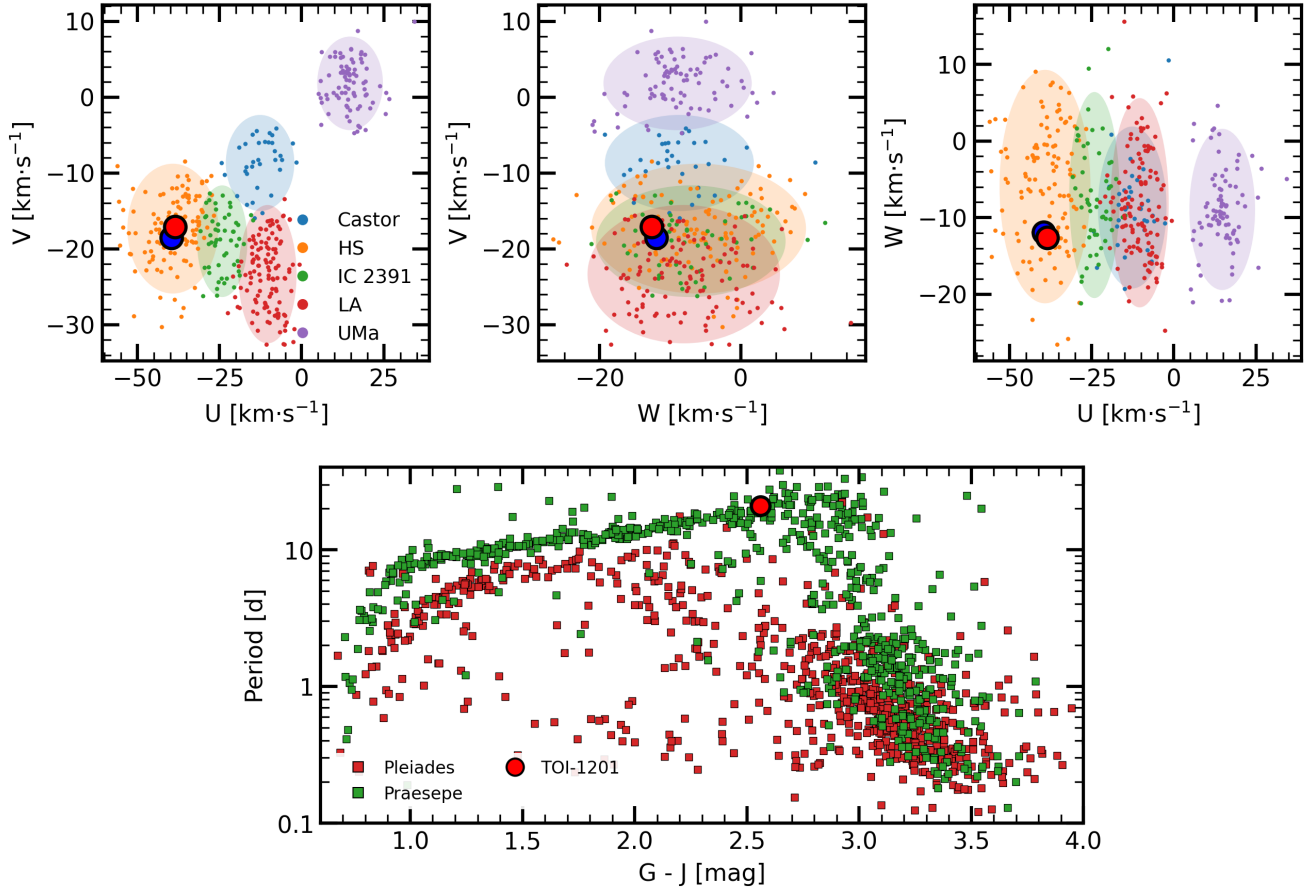 10
0
−10
−20
−30
V [km·s⁻¹]
−50
−25
0
25
U [km·s⁻¹]
Castor
HS
IC 2391
LA
UMa
10
0
−10
−20
−30
V [km·s⁻¹]
−20
0
W [km·s⁻¹]
10
0
−10
−20
W [km·s⁻¹]
−50
−25
0
25
U [km·s⁻¹]
10
1
0.1
Period [d]
Pleiades
Praesepe
TOI-1201
1.0
1.5
2.0
2.5
3.0
3.5
4.0
G - J [mag]